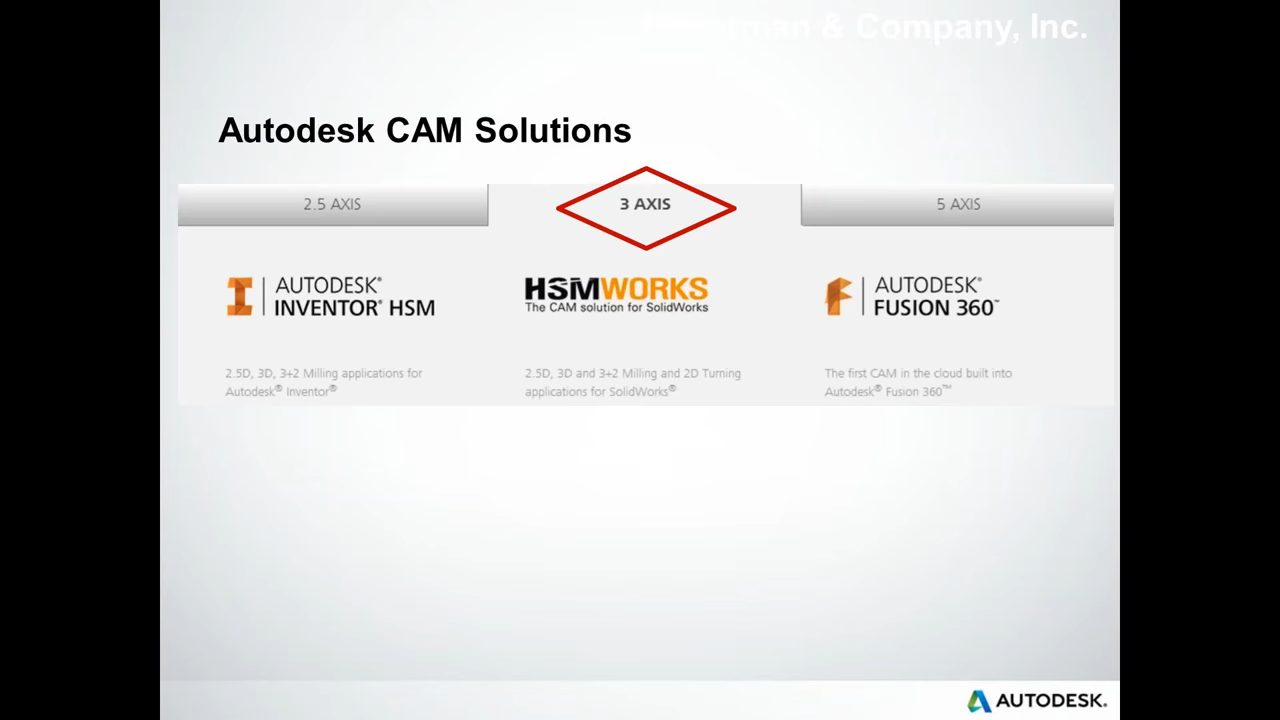 & Company, Inc.
Autodesk CAM Solutions
2.5 AXIS
3 AXIS
5 AXIS
AUTODESK®
INVENTOR® HSM
HSMWORKS
The CAM solution for SolidWorks
AUTODESK®
FUSION 360™
2.5D, 3D, 3+2 Milling applications for
Autodesk® Inventor®
2.5D, 3D and 3+2 Milling and 2D Turning
applications for SolidWorks®
The first CAM in the cloud built into
Autodesk® Fusion 360™
AUTODESK.